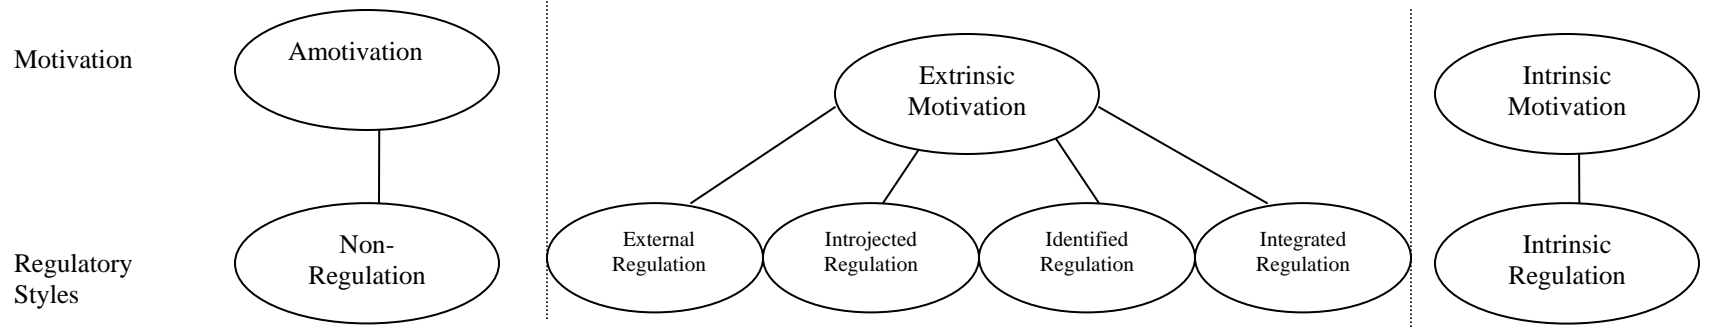 Motivation
Amotivation
Extrinsic
Motivation
Intrinsic
Motivation
Regulatory
Styles
Non-
Regulation
External
Regulation
Introjected
Regulation
Identified
Regulation
Integrated
Regulation
Intrinsic
Regulation